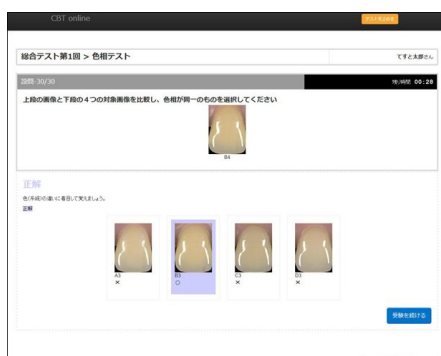 CBT online
テストを中断する
総合テスト第1回 > 色相テスト
てすと太郎さん
設問-30/30
残り時間 00:20
上段の画像と下段の４つの対象画像を比較し、色相が同一のものを選択してください
B4
正解
色(系統)の違いに着目して覚えましょう。
正解
A3
×
B3
○
C3
×
D3
×
受験を続ける